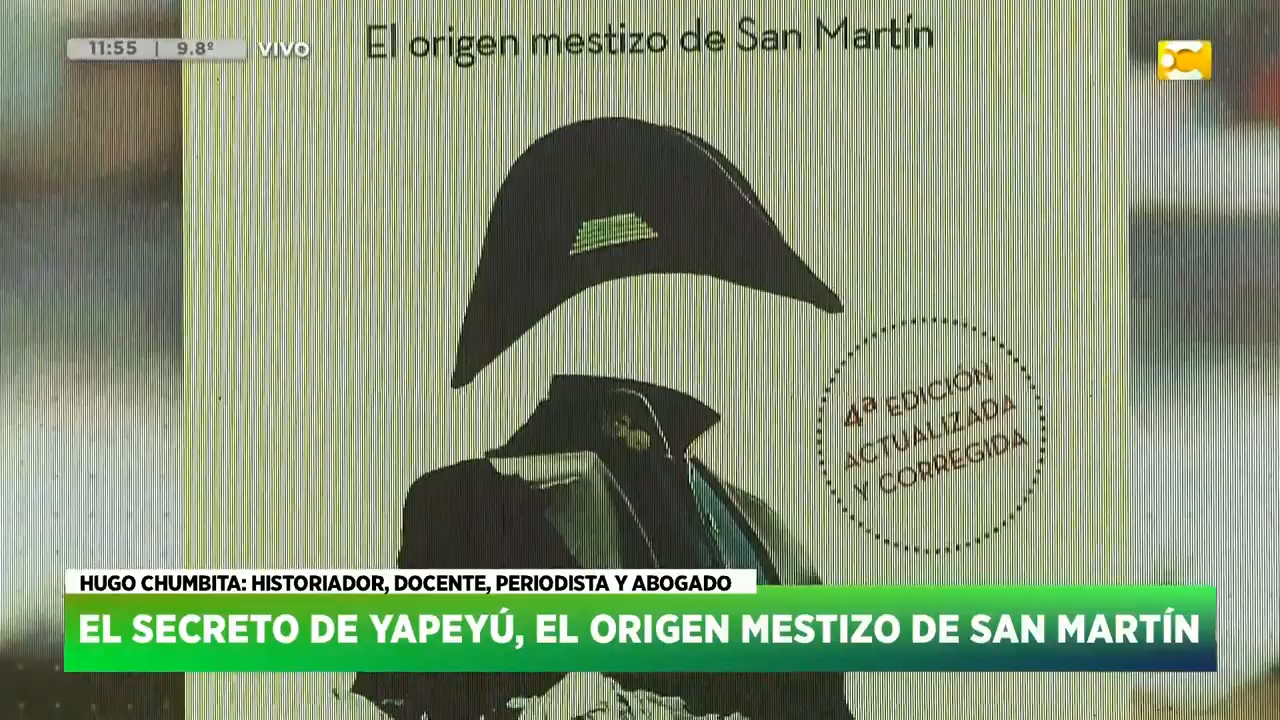 11:55 | 9.8º VIVO
El origen mestizo de San Martín
4ª EDICIÓN
ACTUALIZADA
Y CORREGIDA
HUGO CHUMBITA: HISTORIADOR, DOCENTE, PERIODISTA Y ABOGADO
EL SECRETO DE YAPEYÚ, EL ORIGEN MESTIZO DE SAN MARTÍN